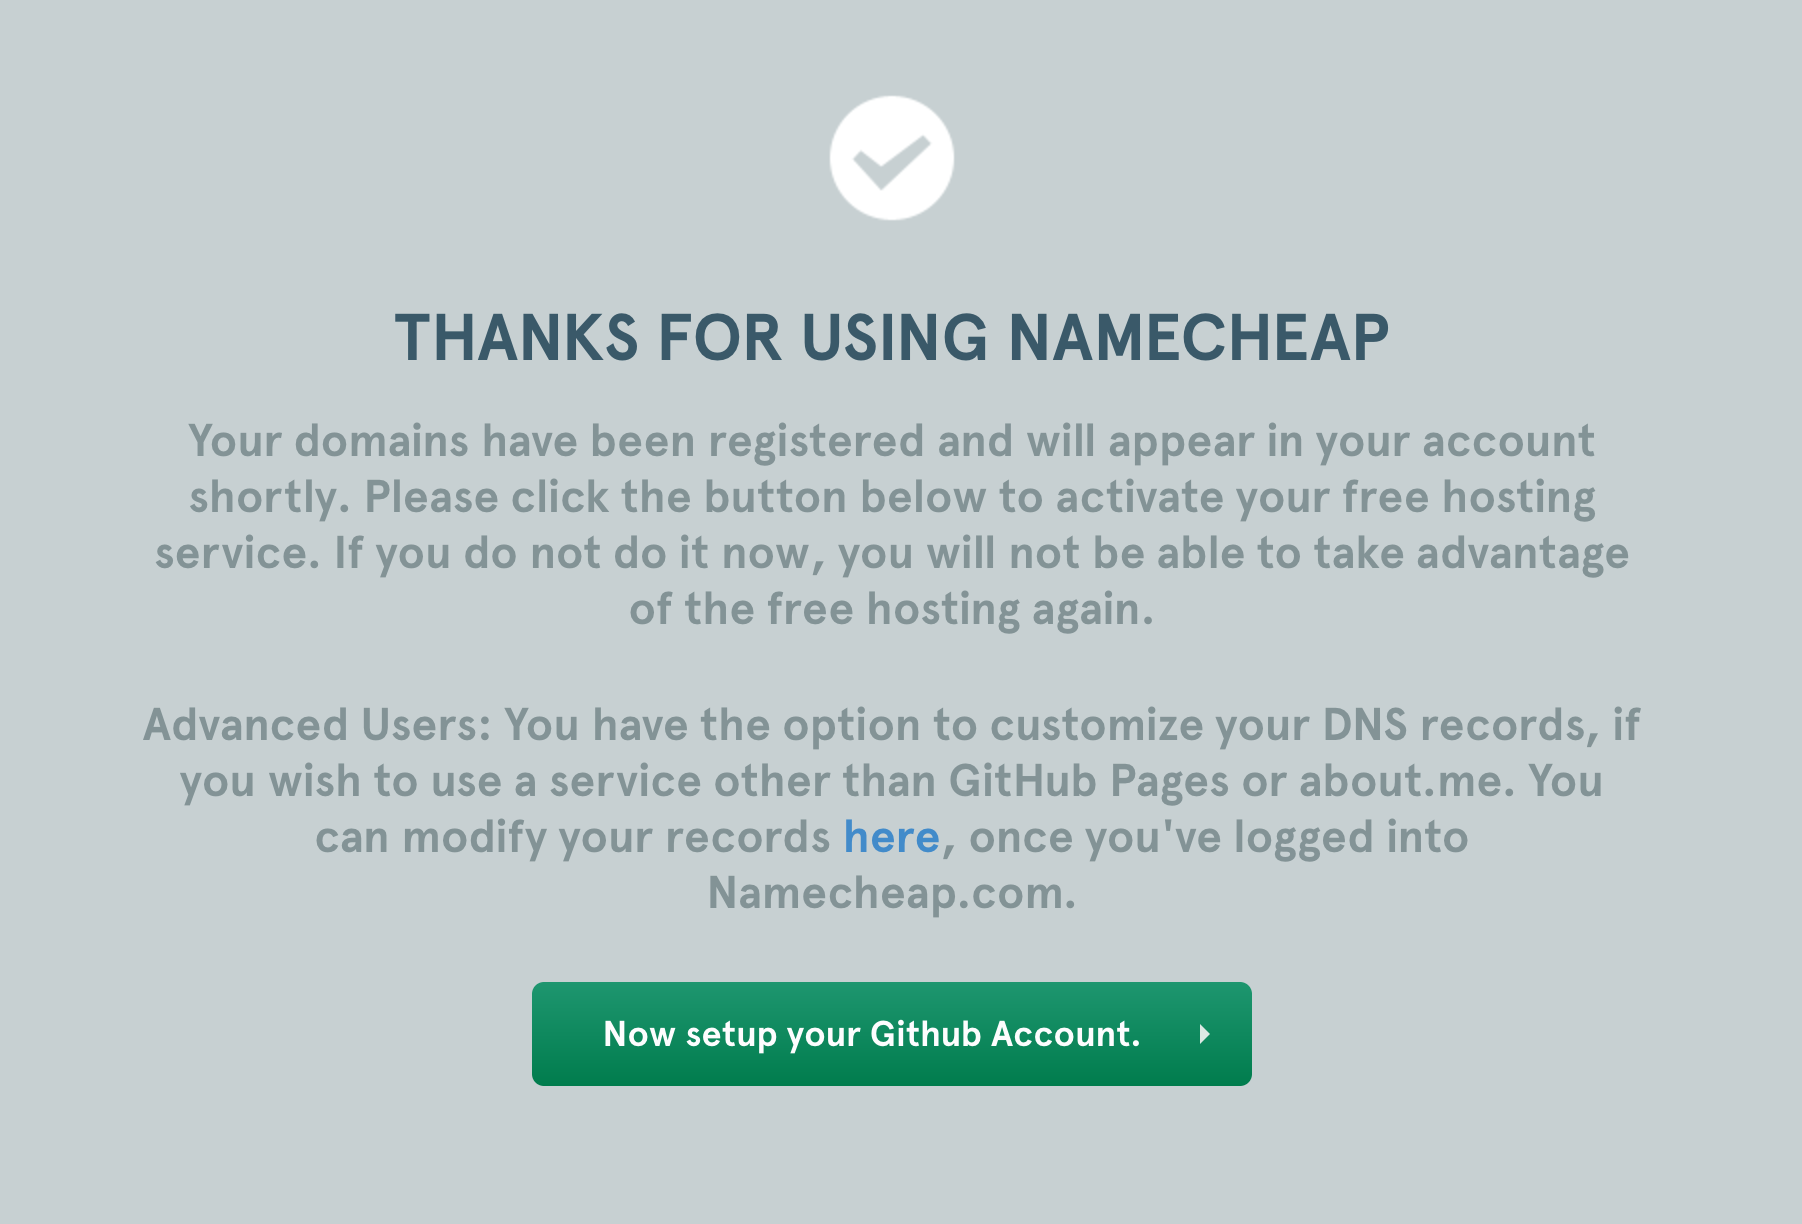 THANKS FOR USING NAMECHEAP
Your domains have been registered and will appear in your account
shortly. Please click the button below to activate your free hosting
service. If you do not do it now, you will not be able to take advantage
of the free hosting again.
Advanced Users: You have the option to customize your DNS records, if
you wish to use a service other than GitHub Pages or about.me. You
can modify your records here, once you've logged into
Namecheap.com.
Now setup your Github Account.